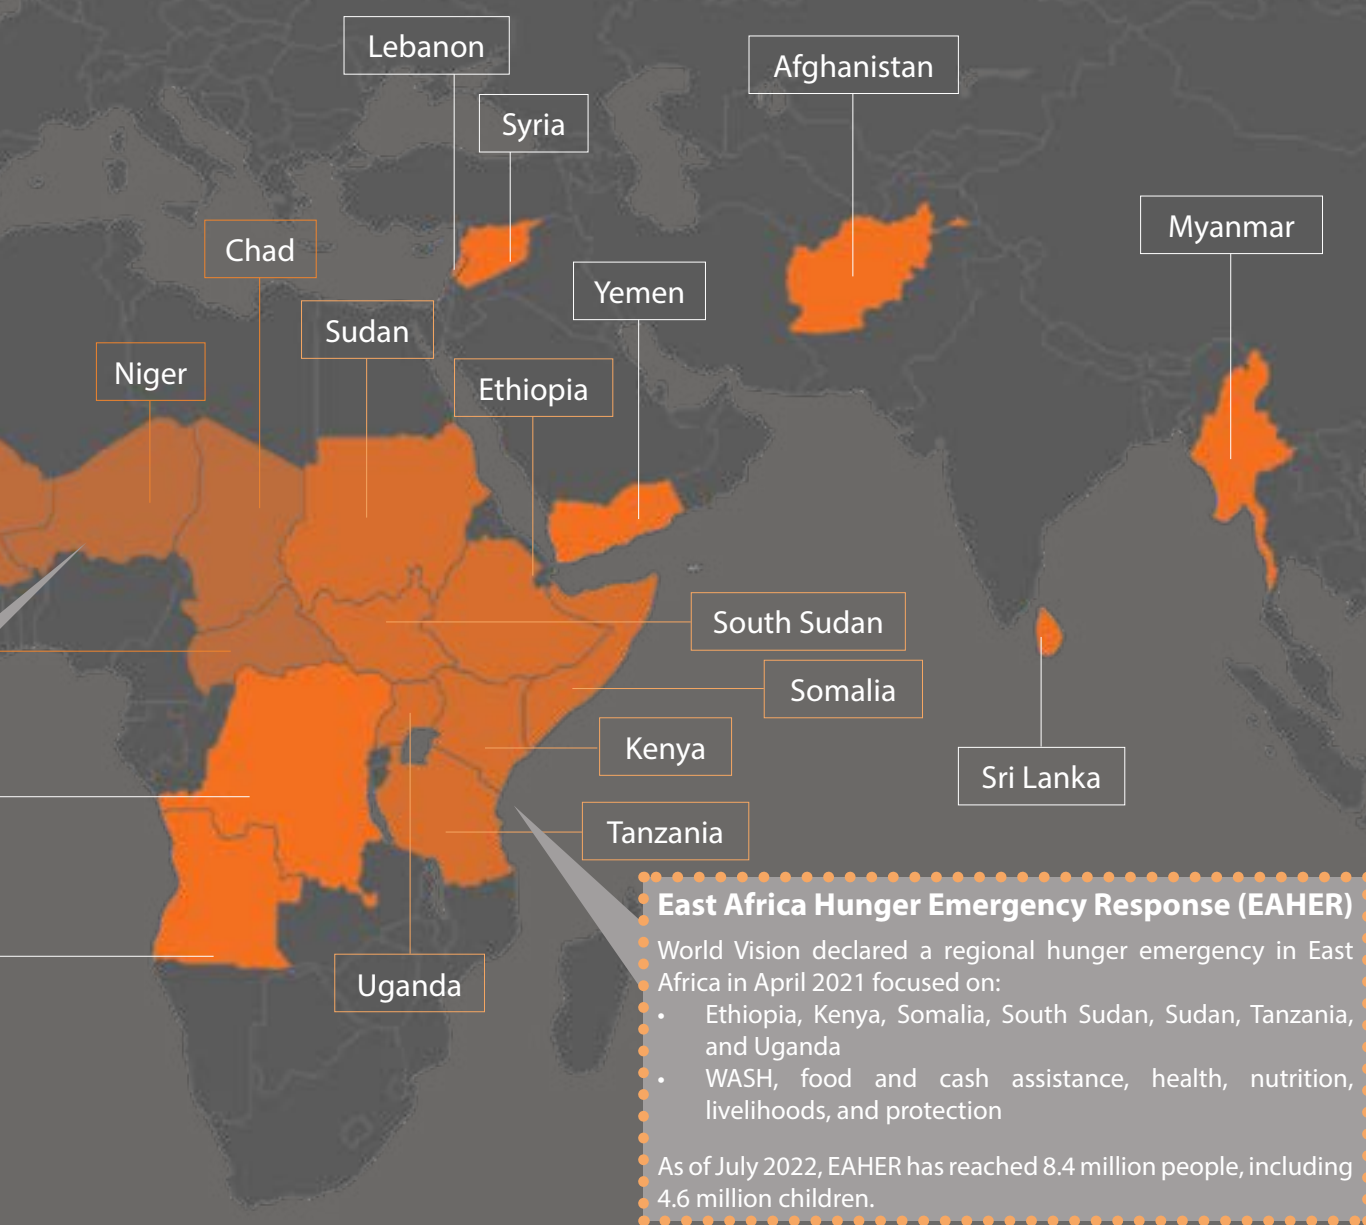 Lebanon
Afghanistan
Syria
Myanmar
Chad
Yemen
Sudan
Niger
Ethiopia
South Sudan
Somalia
Kenya
Sri Lanka
Tanzania
Uganda
East Africa Hunger Emergency Response (EAHER)
World Vision declared a regional hunger emergency in East
Africa in April 2021 focused on:
• Ethiopia, Kenya, Somalia, South Sudan, Sudan, Tanzania,
and Uganda
• WASH, food and cash assistance, health, nutrition,
livelihoods, and protection
As of July 2022, EAHER has reached 8.4 million people, including
4.6 million children.